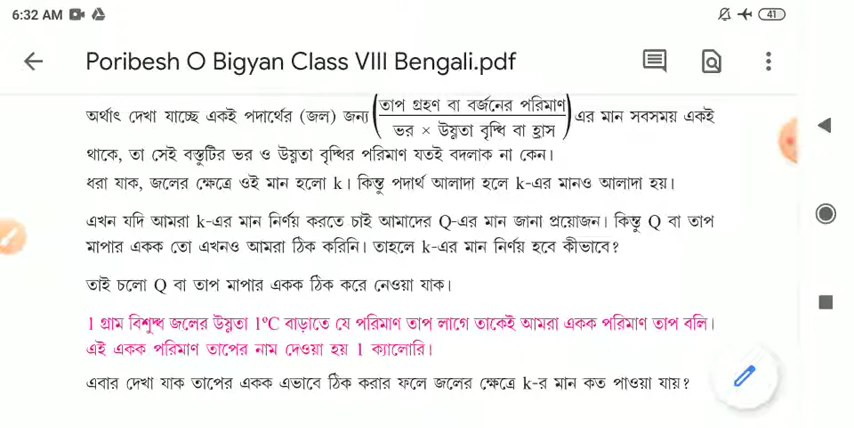 6:32 AM 41
Poribesh O Bigyan Class VIII Bengali.pdf
অর্থাৎ দেখা যাচ্ছে একই পদার্থের (জল) জন্য (তাপ গ্রহণ বা বর্জনের পরিমাণ / ভর × উষ্ণতা বৃদ্ধি বা হ্রাস) এর মান সবসময় একই
থাকে, তা সেই বস্তুটির ভর ও উষ্ণতা বৃদ্ধির পরিমাণ যতই বদলাক না কেন।
ধরা যাক, জলের ক্ষেত্রে ওই মান হলো k। কিন্তু পদার্থ আলাদা হলে k-এর মানও আলাদা হয়।
এখন যদি আমরা k-এর মান নির্ণয় করতে চাই আমাদের Q-এর মান জানা প্রয়োজন। কিন্তু Q বা তাপ
মাপার একক তো এখনও আমরা ঠিক করিনি। তাহলে k-এর মান নির্ণয় হবে কীভাবে?
তাই চলো Q বা তাপ মাপার একক ঠিক করে নেওয়া যাক।
1 গ্রাম বিশুদ্ধ জলের উষ্ণতা 1°C বাড়াতে যে পরিমাণ তাপ লাগে তাকেই আমরা একক পরিমাণ তাপ বলি।
এই একক পরিমাণ তাপের নাম দেওয়া হয় 1 ক্যালোরি।
এবার দেখা যাক তাপের একক এভাবে ঠিক করার ফলে জলের ক্ষেত্রে k-র মান কত পাওয়া যায়?